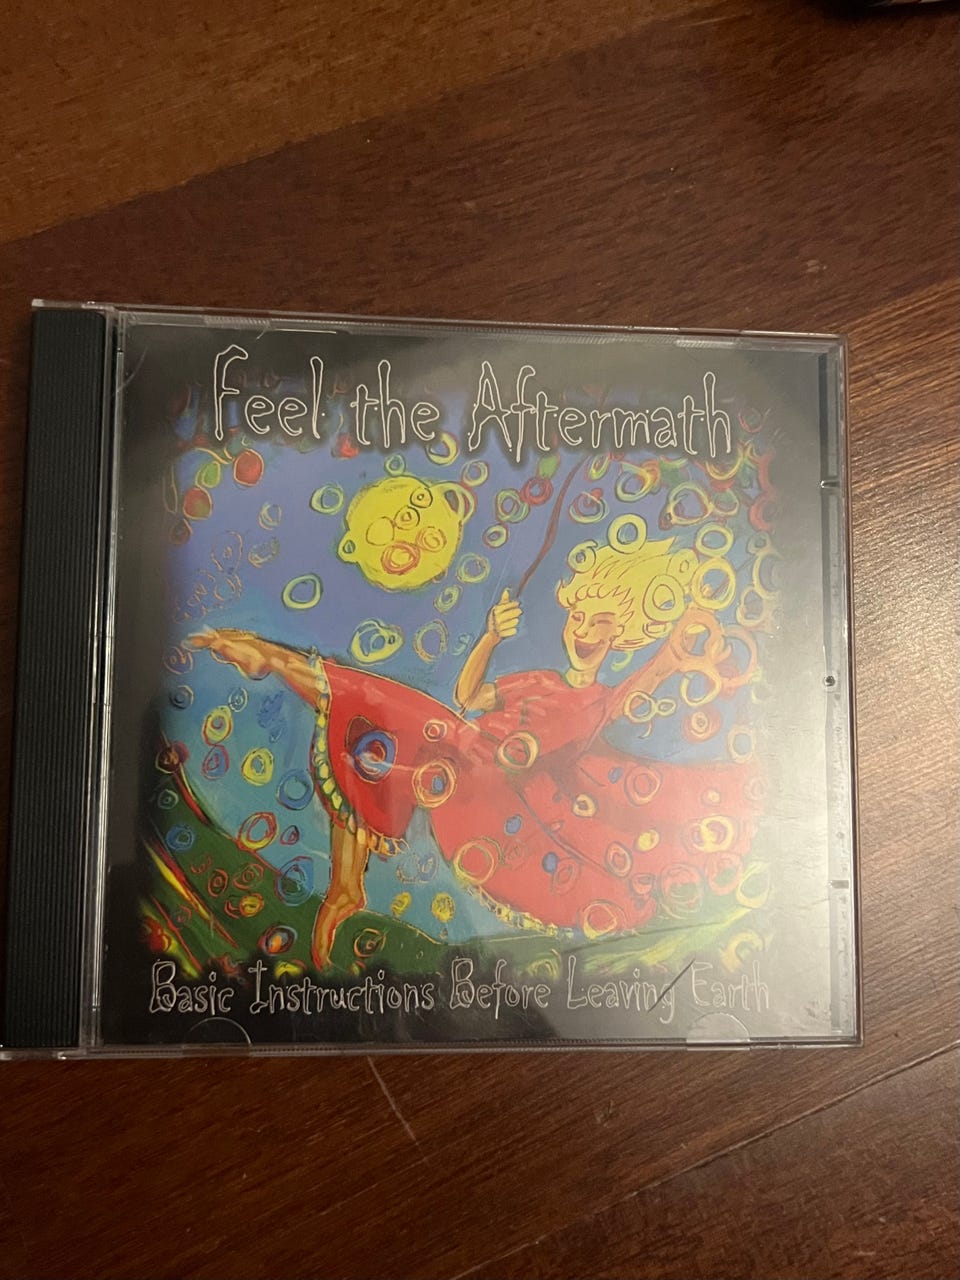 Feel the Aftermath
Basic Instructions Before Leaving Earth